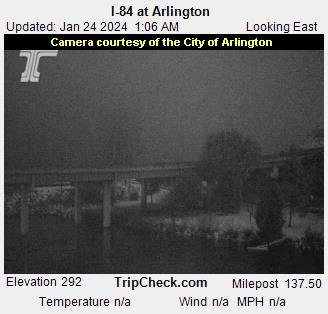 I-84 at Arlington
Updated: Jan 24 2024 1:06 AM Looking East
Camera courtesy of the City of Arlington
Elevation 292 TripCheck.com Milepost 137.50
Temperature n/a Wind n/a MPH n/a